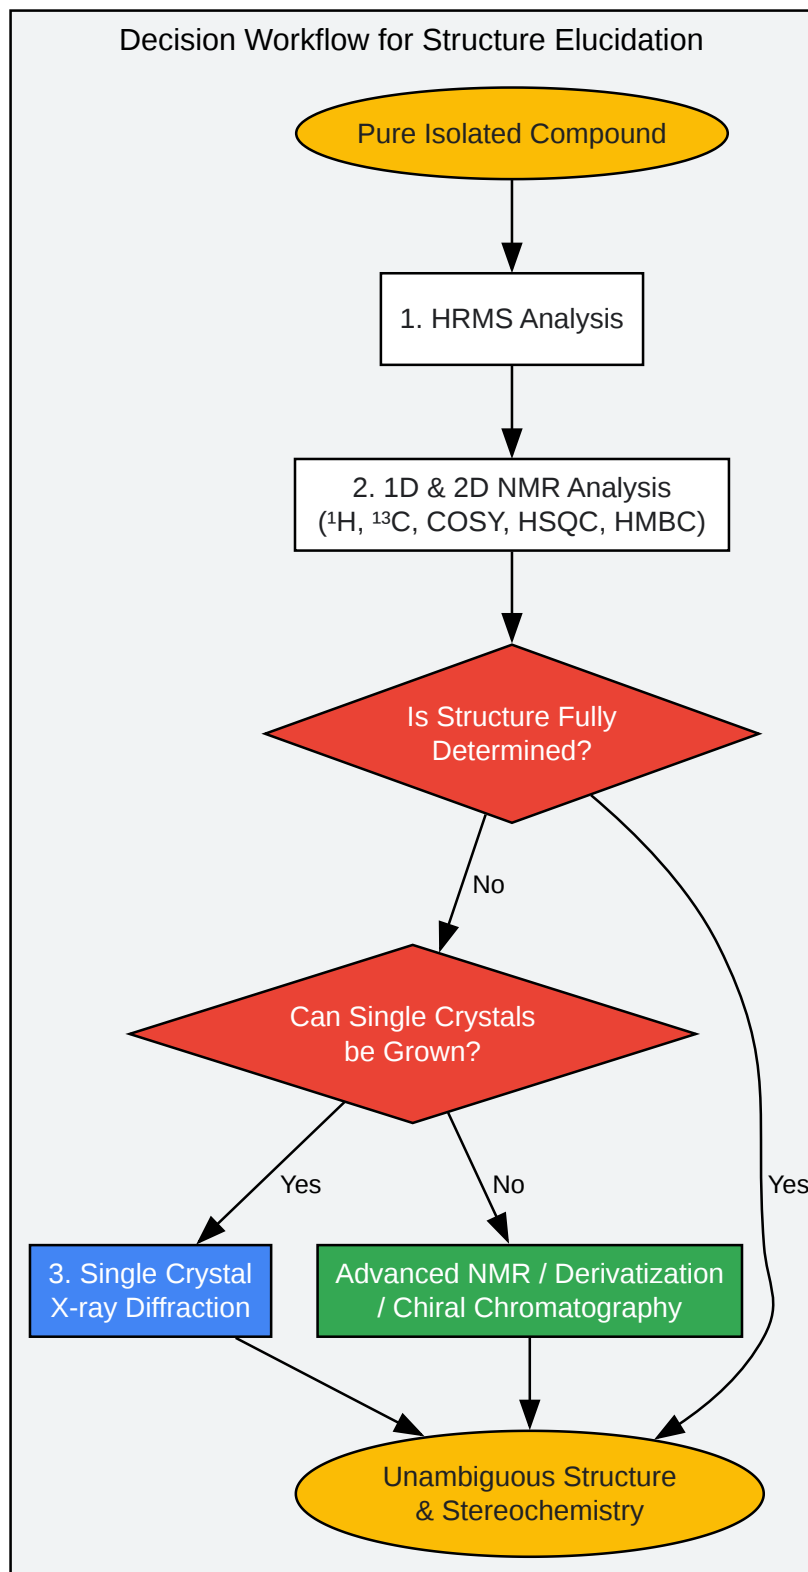 Decision Workflow for Structure Elucidation
Pure Isolated Compound
1. HRMS Analysis
2. 1D & 2D NMR Analysis
(¹H, ¹³C, COSY, HSQC, HMBC)
Is Structure Fully
Determined?
No
Can Single Crystals
be Grown?
Yes
No
Yes
3. Single Crystal
X-ray Diffraction
Advanced NMR / Derivatization
/ Chiral Chromatography
Unambiguous Structure
& Stereochemistry